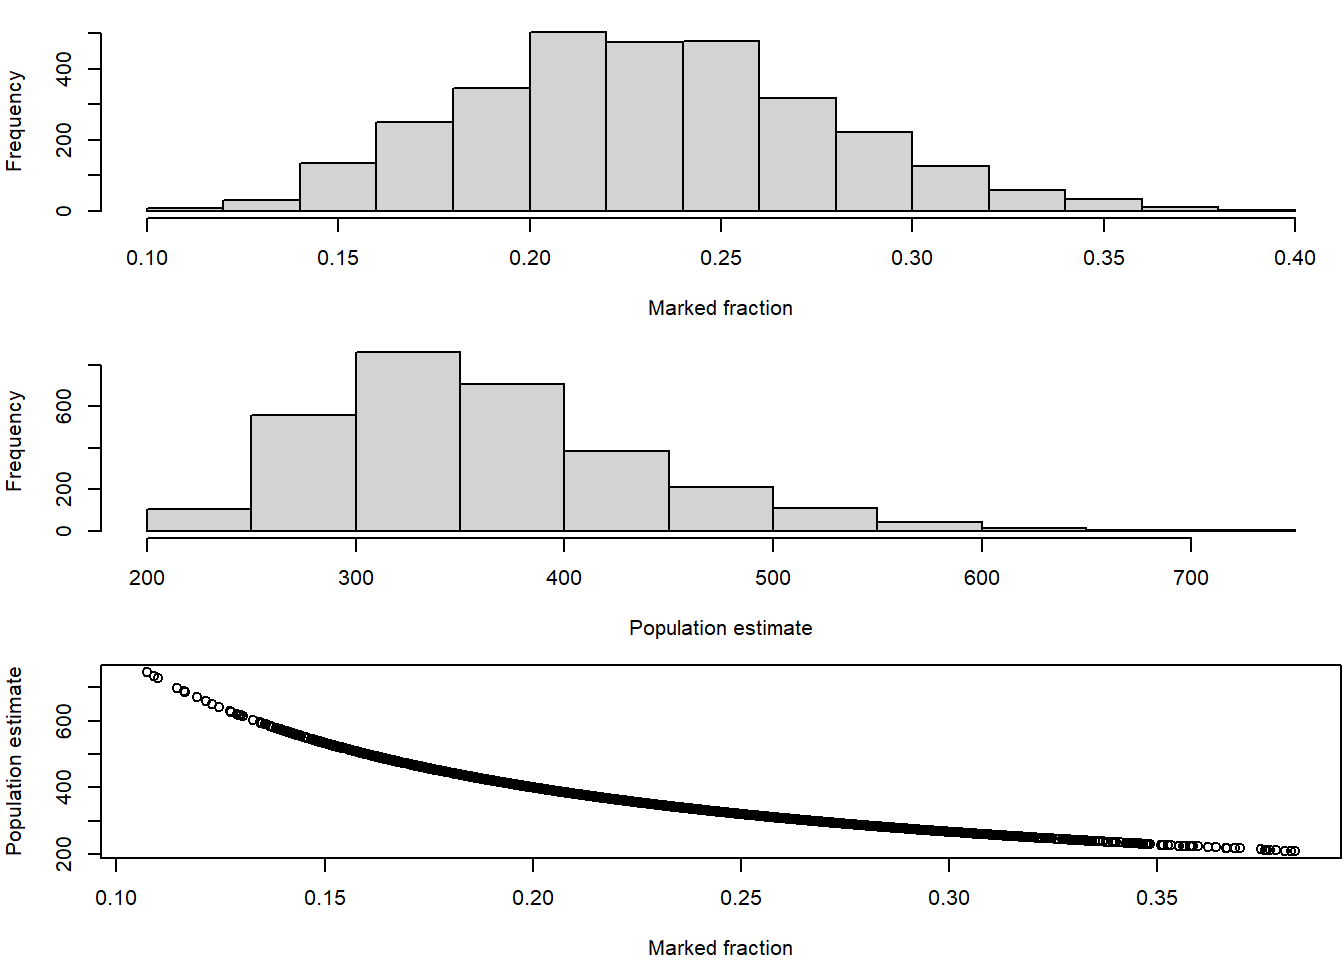 Frequency
0 200 400
0.10 0.15 0.20 0.25 0.30 0.35 0.40
Marked fraction
Frequency
0 200 600
200 300 400 500 600 700
Population estimate
Population estimate
200 400 600
0.10 0.15 0.20 0.25 0.30 0.35
Marked fraction